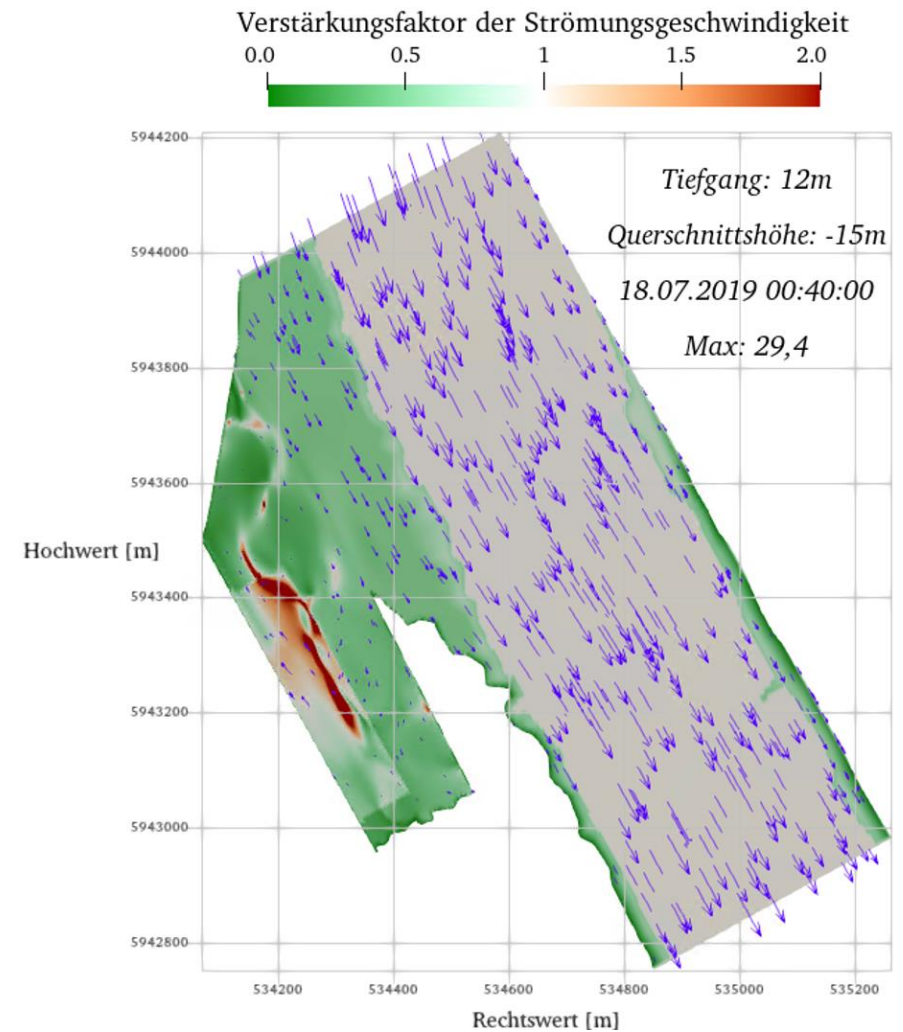 Verstärkungsfaktor der Strömungsgeschwindigkeit
0.0 0.5 1 1.5 2.0
5944200
Tiefgang: 12m
Querschnittshöhe: -15m
5944000
18.07.2019 00:40:00
Max: 29,4
5943800
5943600
Hochwert [m]
5943400
5943200
5943000
5942800
534200 534400 534600 534800 535000 535200
Rechtswert [m]